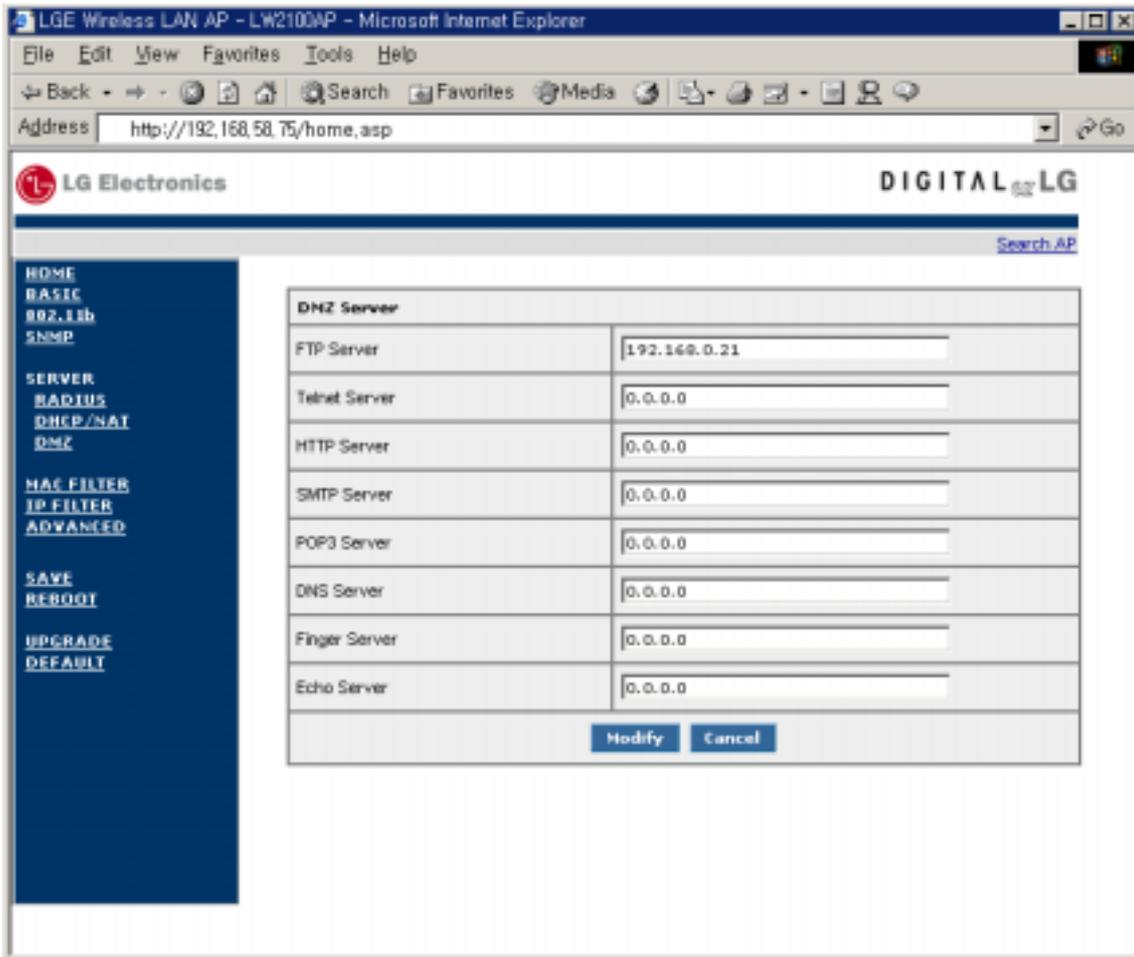 LGE Wireless LAN AP - LW2100AP - Microsoft Internet Explorer
File Edit View Favorites Tools Help
Back Search Favorites Media
Address http://192,168,58,75/home,asp Go
LG Electronics DIGITAL LG
Search AP
HOME
BASIC
802.11b
SNMP
SERVER
RADIUS
DHCP/NAT
DMZ
MAC FILTER
IP FILTER
ADVANCED
SAVE
REBOOT
UPGRADE
DEFAULT
DMZ Server
FTP Server 192.168.0.21
Telnet Server 0.0.0.0
HTTP Server 0.0.0.0
SMTP Server 0.0.0.0
POP3 Server 0.0.0.0
DNS Server 0.0.0.0
Finger Server 0.0.0.0
Echo Server 0.0.0.0
Modify Cancel